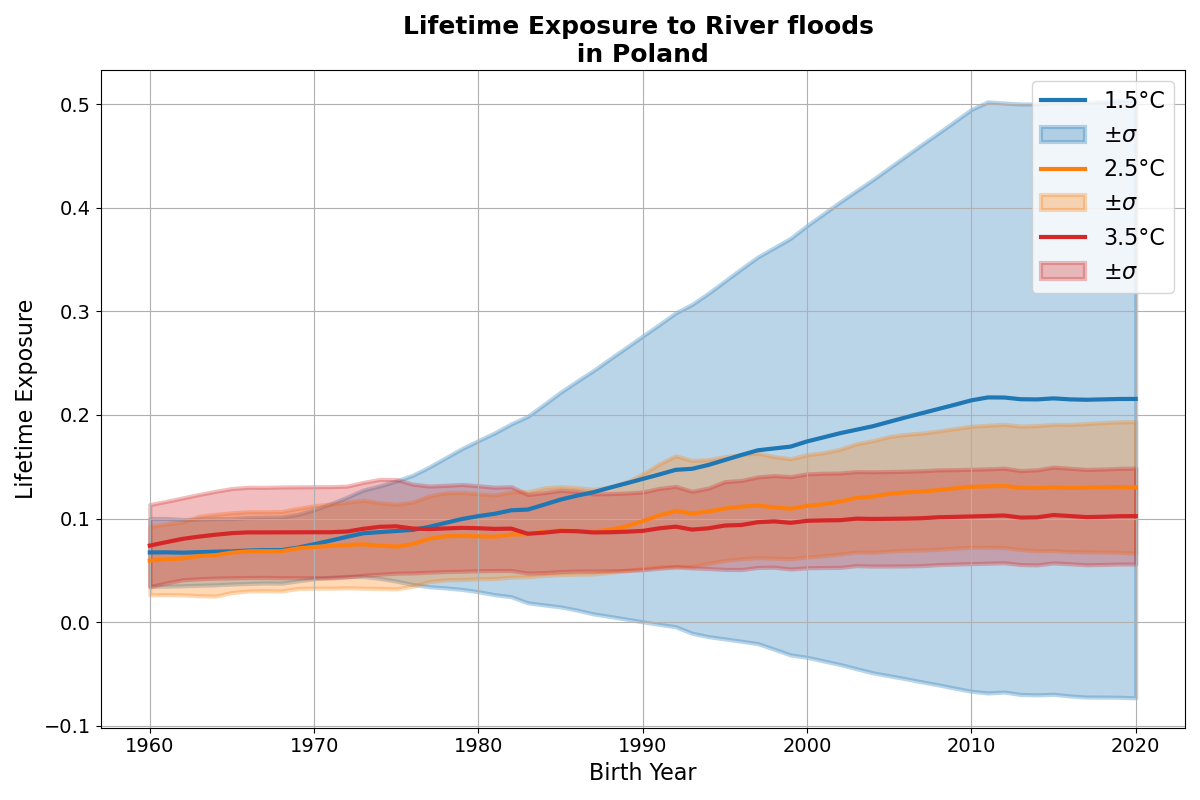 Lifetime Exposure to River floods
in Poland
Lifetime Exposure
0.5
0.4
0.3
0.2
0.1
0.0
−0.1
1960 1970 1980 1990 2000 2010 2020
Birth Year
1.5°C
±σ
2.5°C
±σ
3.5°C
±σ